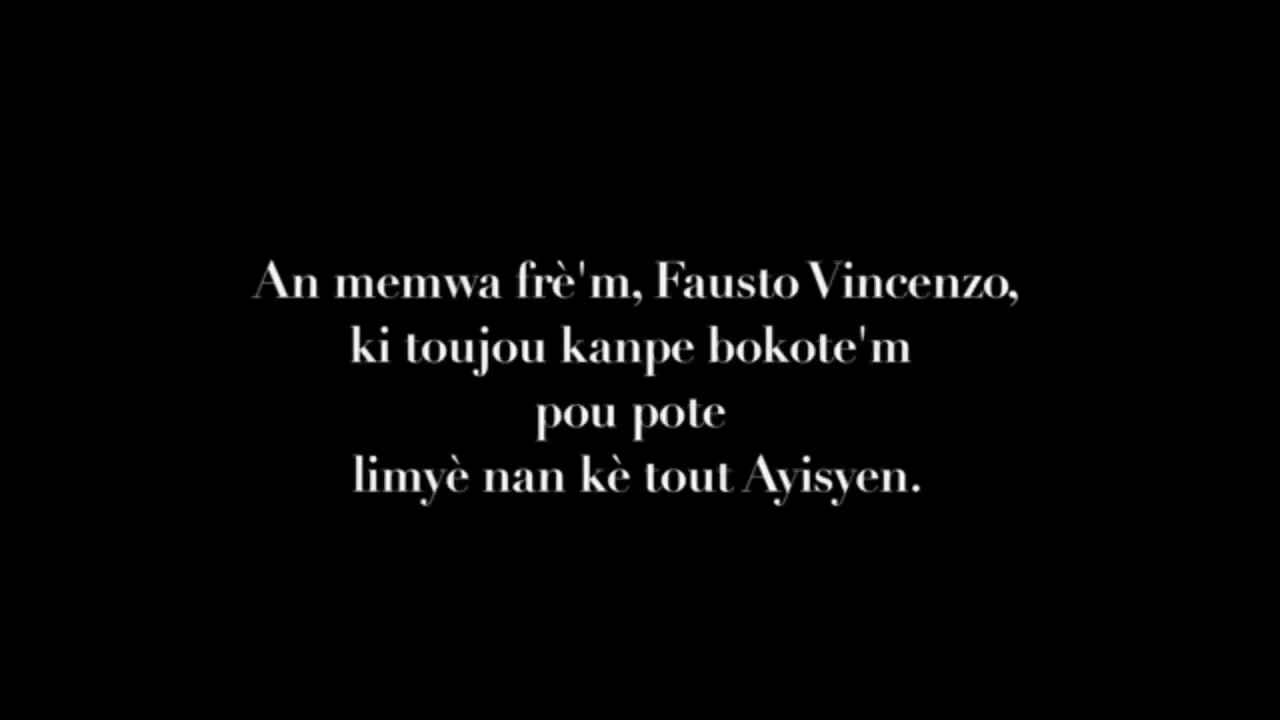 An memwa frè'm, Fausto Vincenzo,
ki toujou kanpe bokote'm
pou pote
limyè nan kè tout Ayisyen.